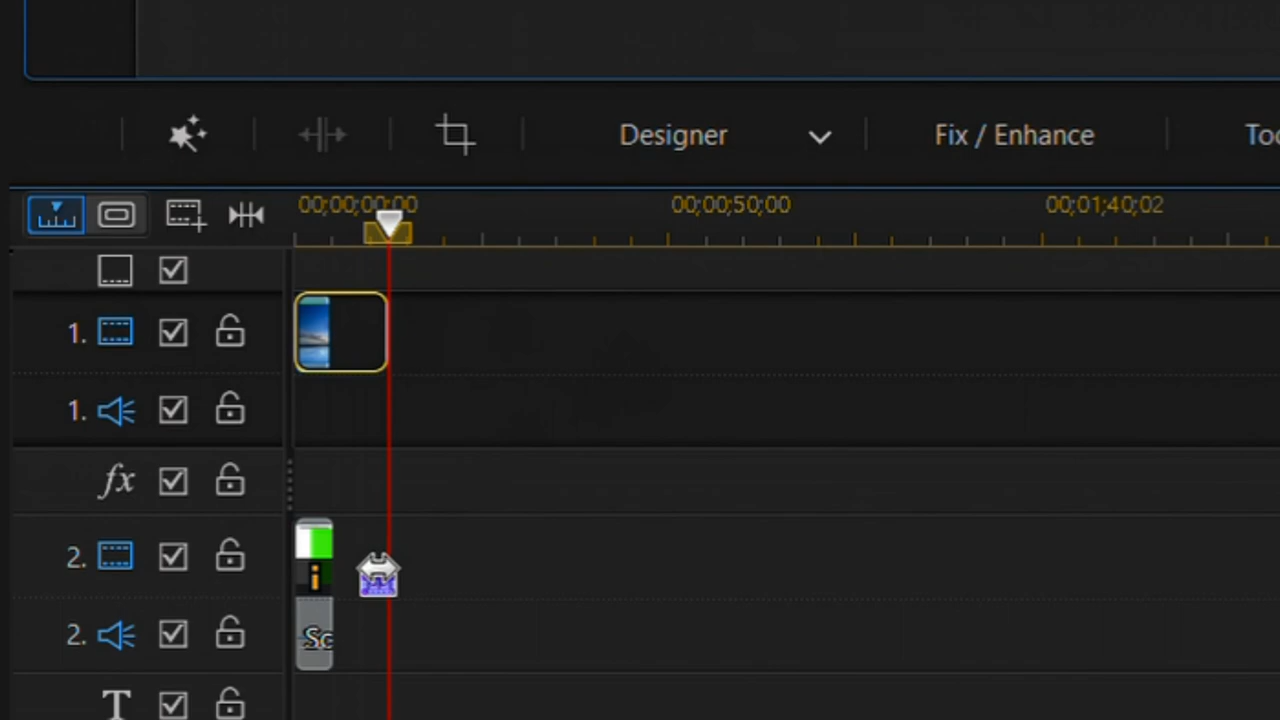 Designer Fix / Enhance Too
00;00;00;00 00;00;50;00 00;01;40;02
1.
1.
fx
2.
2. Sc
T